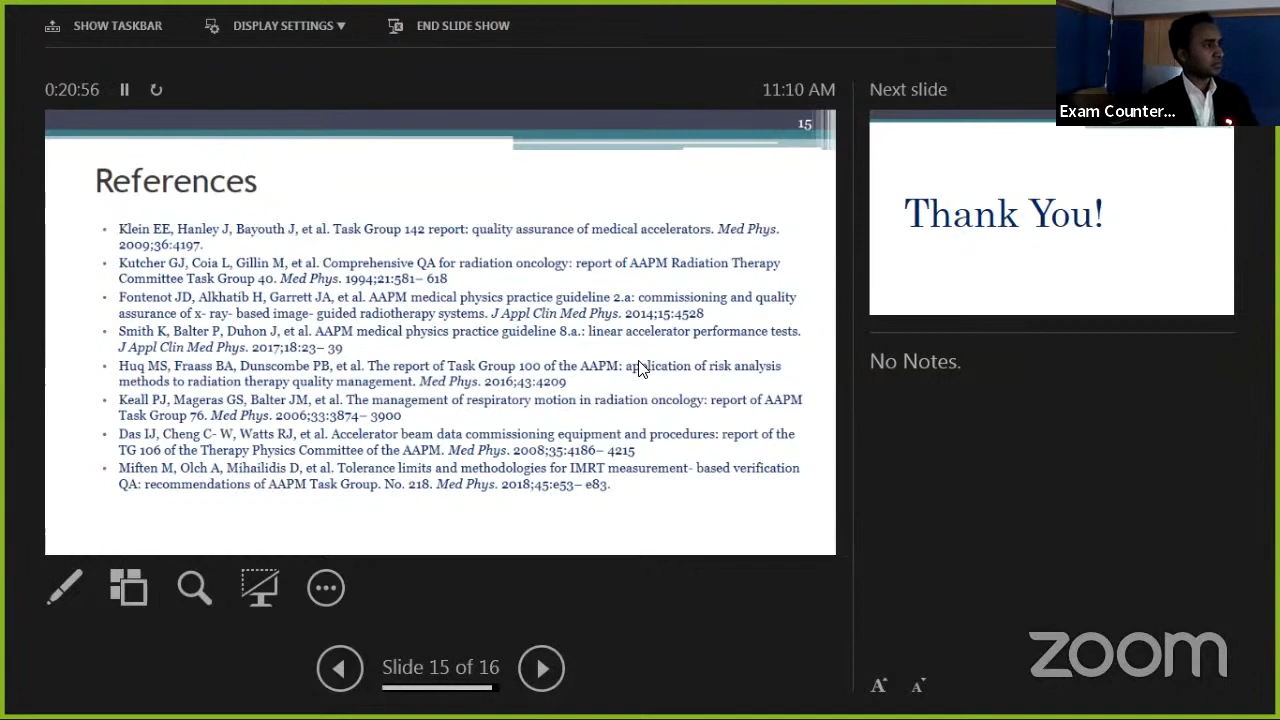 SHOW TASKBAR
DISPLAY SETTINGS
END SLIDE SHOW
Exam Counter...
0:20:56
11:10 AM
15
References
• Klein EE, Hanley J, Bayouth J, et al. Task Group 142 report: quality assurance of medical accelerators. Med Phys.
2009;36:4197.
• Kutcher GJ, Coia L, Gillin M, et al. Comprehensive QA for radiation oncology: report of AAPM Radiation Therapy
Committee Task Group 40. Med Phys. 1994;21:581– 618
• Fontenot JD, Alkhatib H, Garrett JA, et al. AAPM medical physics practice guideline 2.a: commissioning and quality
assurance of x- ray- based image- guided radiotherapy systems. J Appl Clin Med Phys. 2014;15:4528
• Smith K, Balter P, Duhon J, et al. AAPM medical physics practice guideline 8.a.: linear accelerator performance tests.
J Appl Clin Med Phys. 2017;18:23– 39
• Huq MS, Fraass BA, Dunscombe PB, et al. The report of Task Group 100 of the AAPM: application of risk analysis
methods to radiation therapy quality management. Med Phys. 2016;43:4209
• Keall PJ, Mageras GS, Balter JM, et al. The management of respiratory motion in radiation oncology: report of AAPM
Task Group 76. Med Phys. 2006;33:3874– 3900
• Das IJ, Cheng C- W, Watts RJ, et al. Accelerator beam data commissioning equipment and procedures: report of the
TG 106 of the Therapy Physics Committee of the AAPM. Med Phys. 2008;35:4186– 4215
• Miften M, Olch A, Mihailidis D, et al. Tolerance limits and methodologies for IMRT measurement- based verification
QA: recommendations of AAPM Task Group. No. 218. Med Phys. 2018;45:e53– e83.
Next slide
Thank You!
No Notes.
Slide 15 of 16
A A
zoom